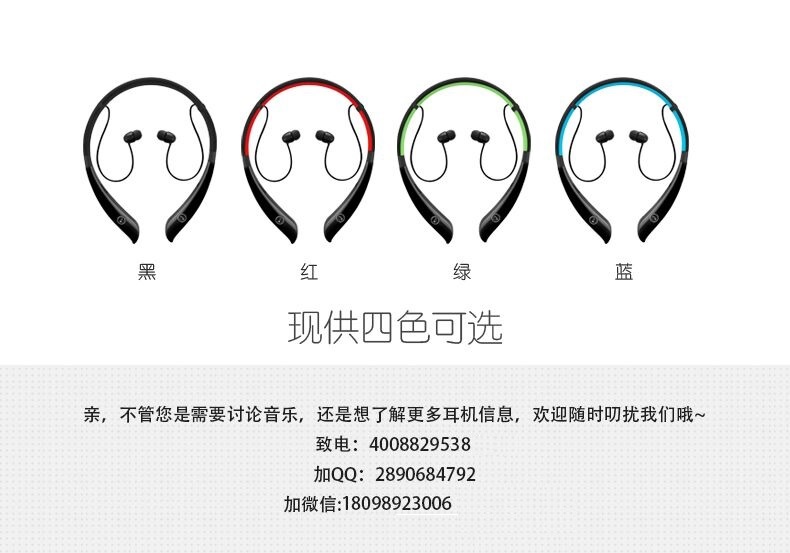 黑
红
绿
蓝
现供四色可选
亲，不管您是需要讨论音乐，还是想了解更多耳机信息，欢迎随时叨扰我们哦~
致电：4008829538
加QQ：2890684792
加微信:18098923006